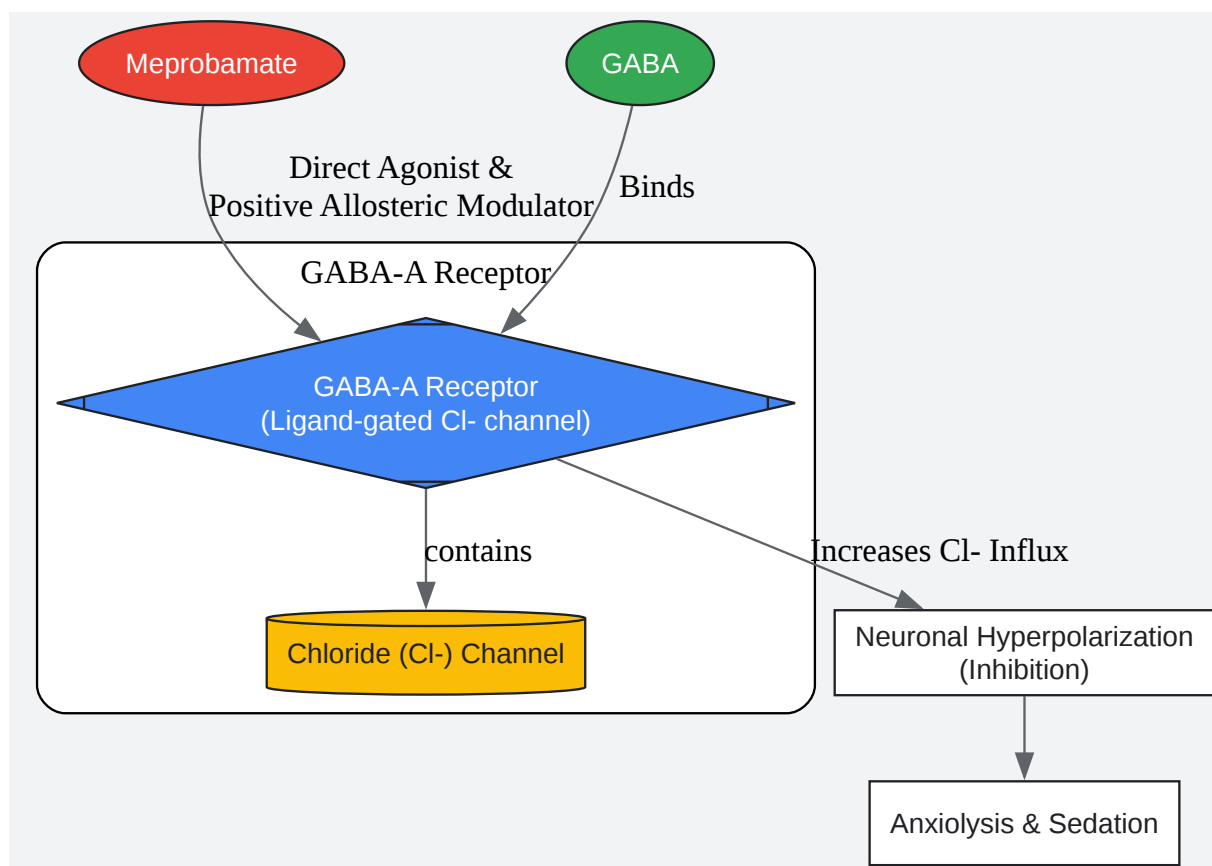 Meprobamate
GABA
Direct Agonist &
Positive Allosteric Modulator
Binds
GABA-A Receptor
GABA-A Receptor
(Ligand-gated Cl- channel)
contains
Increases Cl- Influx
Chloride (Cl-) Channel
Neuronal Hyperpolarization
(Inhibition)
Anxiolysis & Sedation